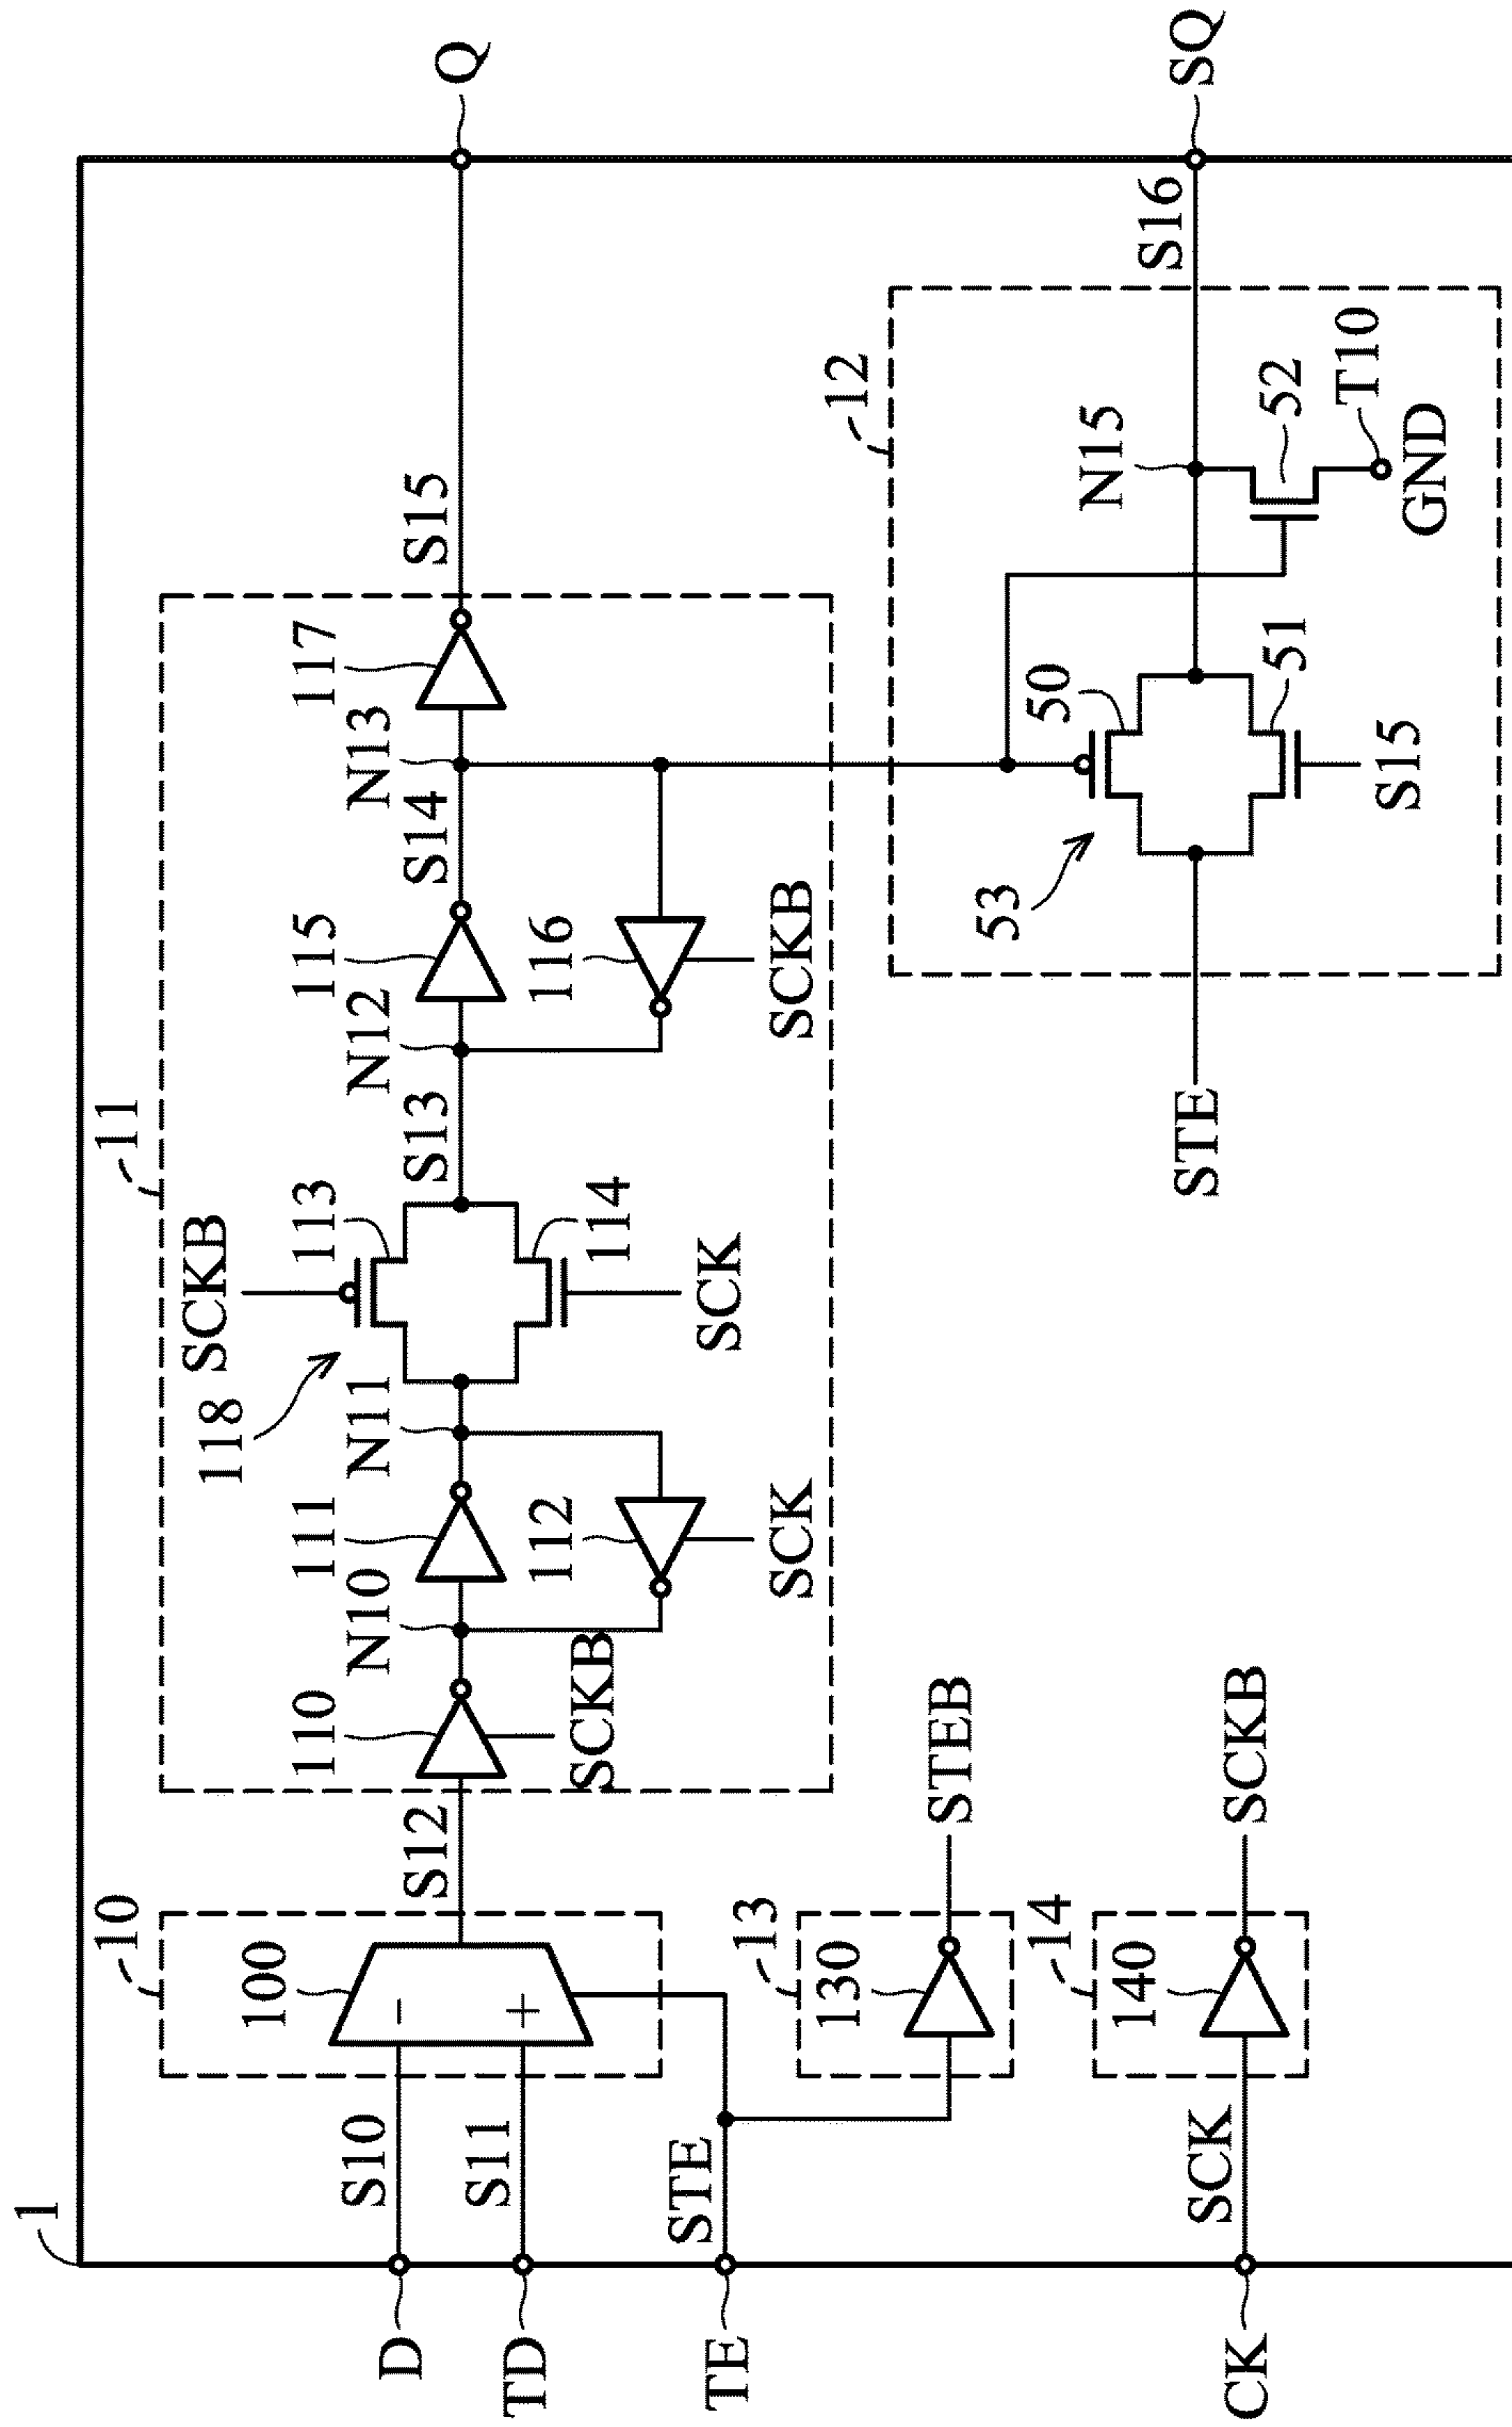 1
10
11
100
110
111
112
113
114
115
116
117
118
S10
S11
S12
S13
S14
S15
N10
N11
N12
N13
SCKB
SCK
SCKB
SCK
SCKB
D
TD
TE
CK
STE
SCK
13
130
STEB
14
140
SCKB
12
50
51
52
53
STE
S15
N15
T10
GND
S16
Q
SQ
−
+